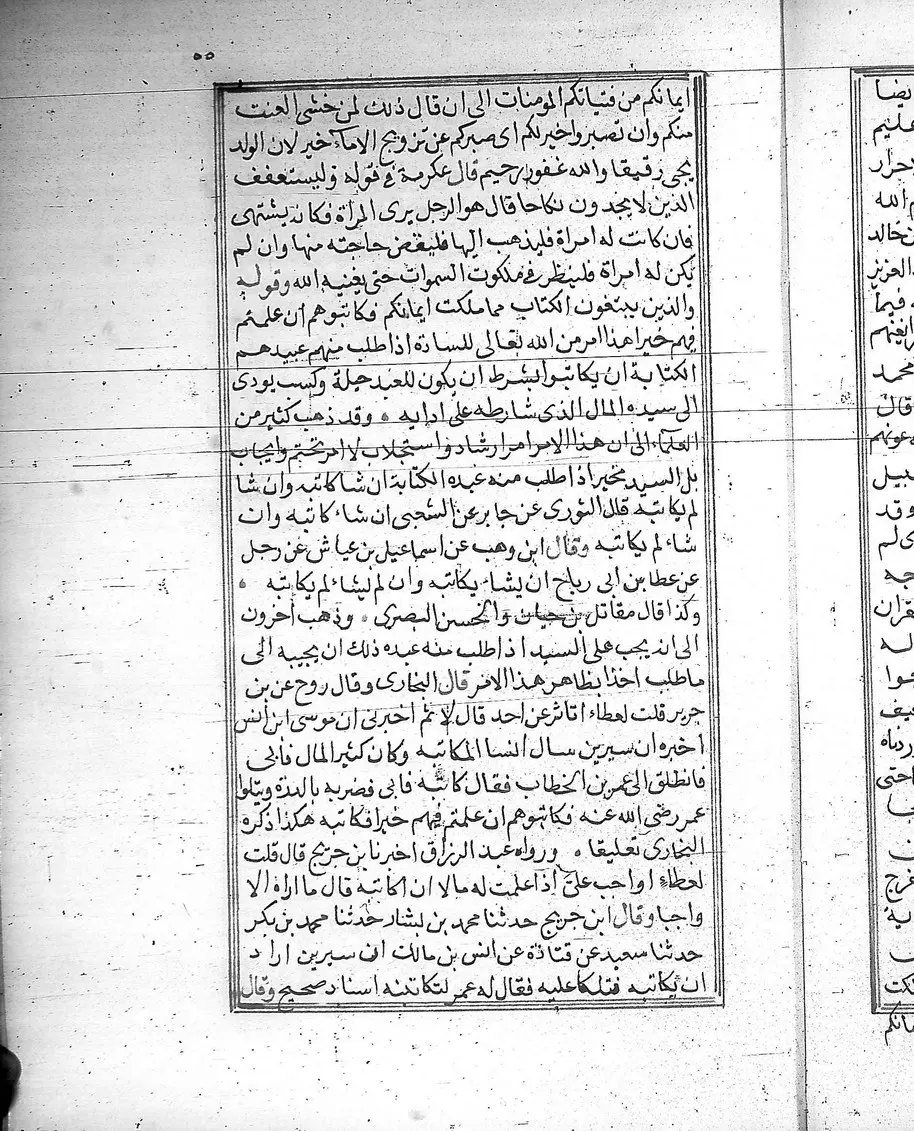 ٥٥
ايمانكم من فتياتكم المومنات الى ان قال ذلك لمن خشى العنت
منكم وان تصبروا خير لكم اى صبركم عن تزويج الاماء خير لان الولد
يجى رقيقا والله غفور رحيم قال عكرمة فى قوله وليستعفف
الذين لا يجدون نكاحا قال هو الرجل يرى المرأة فكانه يشتهى
فان كانت له امراة فليذهب اليها فليقض حاجته منها وان لم
يكن له امراة فلينظر فى ملكوت السموات حتى يغنيه الله وقوله
والذين يبتغون الكتاب مما ملكت ايمانكم فكاتبوهم ان علمتم
فيهم خيرا هذا امر من الله تعالى للسادة اذا طلب منهم عبيدهم
الكتابة ان يكاتبوا بشرط ان يكون للعبد حيلة وكسب يودى
الى سيده المال الذى شارطه على ادايه . وقد ذهب كثير من
العلماء الى ان هذا الامر امر ارشاد واستجلاب لا امر تحتم وايجاب
بل السيد مخير اذا طلب منه عبده الكتابة ان شا كاتبه وان شا
لم يكاتبه قال الثورى عن جابر عن الشعبى ان شاء كاتبه وان
شاء لم يكاتبه وقال ابن وهب عن اسماعيل بن عياش عن رجل
عن عطا بن ابى رباح ان يشاء يكاتبه وان لم يشاء لم يكاتبه .
وكذا قال مقاتل بن حيان والحسن البصرى . وذهب اخرون
الى انه يجب على السيد اذا طلب منه عبده ذلك ان يجيبه الى
ما طلب اخذا بظاهر هذا الامر قال البخارى وقال روح عن بن
جرير قلت لعطاء اتاثر عن احد قال لا ثم اخبرنى ان موسى ابن انس
اخبره ان سيرين سال انسا المكاتبه وكان كثير المال فابى
فانطلق الى عمر بن الخطاب فقال كاتبه فابى فضربه بالدرة ويتلوا
عمر رضى الله عنه فكاتبوهم ان علمتم فيهم خيرا فكاتبه هكذا ذكره
البخارى تعليقا . ورواه عبد الرزاق اخبرنا بن جريج قال قلت
لعطاء اواجب على اذا علمت له مالا ان اكاتبه قال ما اراه الا
واجبا وقال ابن جريج حدثنا محمد بن بشار حدثنا محمد بن بكر
حدثنا سعيد عن قتادة عن انس بن مالك ان سيرين اراد
ان يكاتبه فتلكا عليه فقال له عمر لتكاتبنه اسناد صحيح وقال